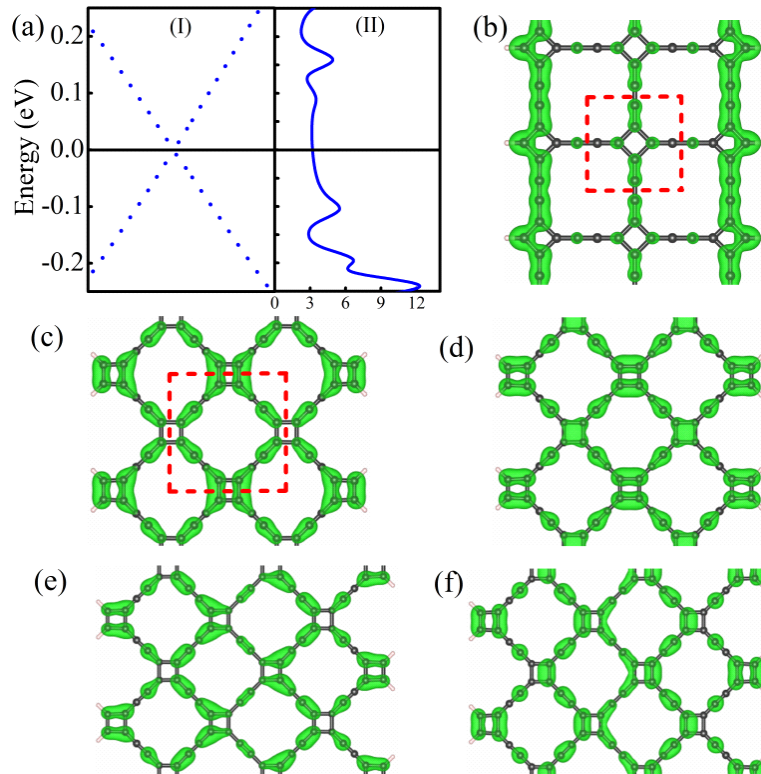 (a)
(I)
(II)
(b)
Energy (eV)
0.2
0.1
0.0
-0.1
-0.2
0
3
6
9
12
(c)
(d)
(e)
(f)